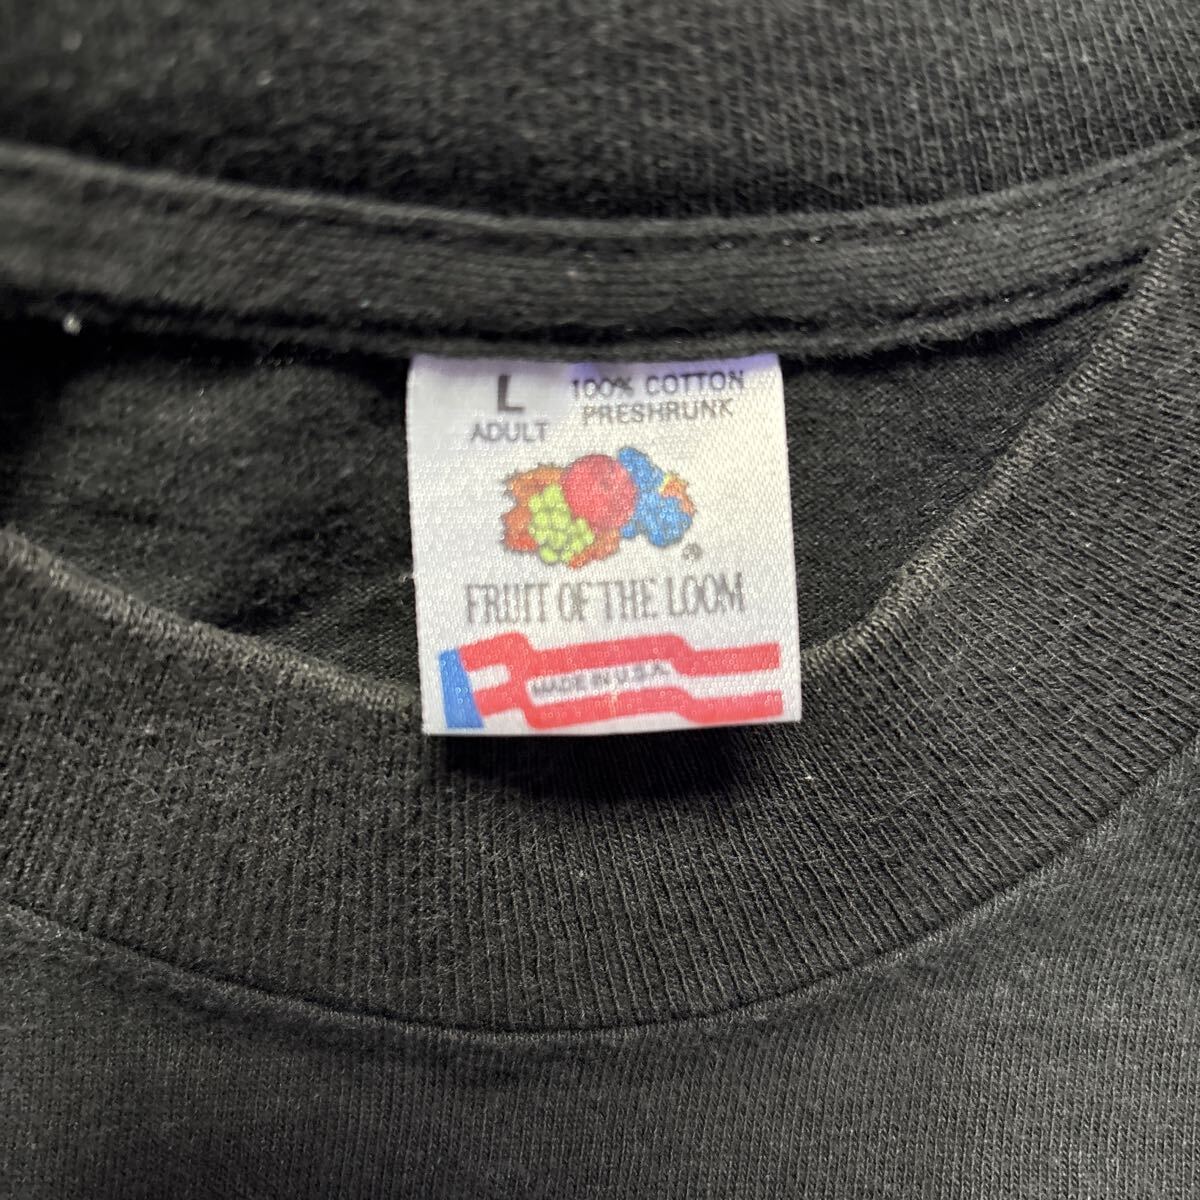 L
100% COTTON
PRESHRUNK
ADULT
®
FRUIT OF THE LOOM
MADE IN U.S.A.